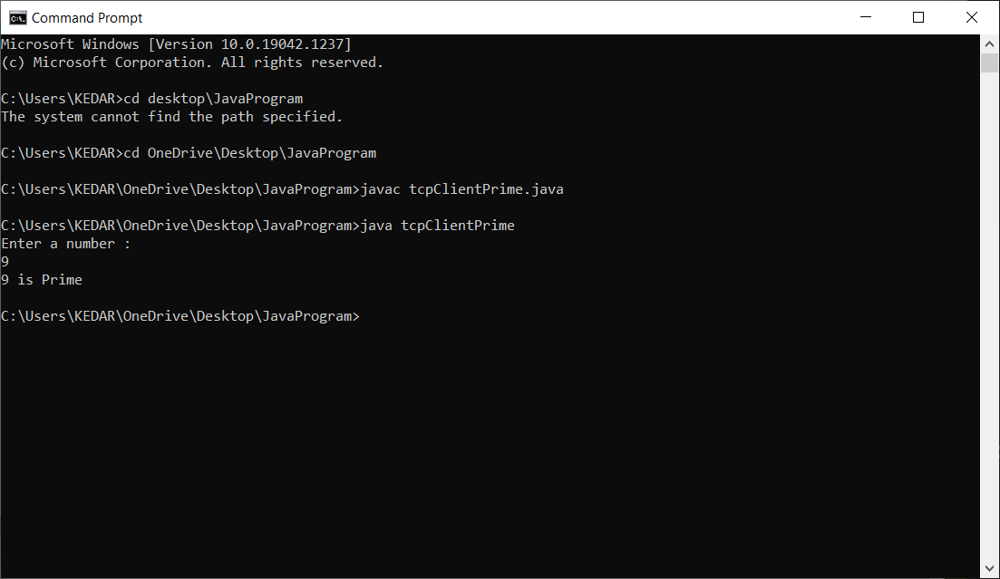 Command Prompt
Microsoft Windows [Version 10.0.19042.1237]
(c) Microsoft Corporation. All rights reserved.
C:\Users\KEDAR>cd desktop\JavaProgram
The system cannot find the path specified.
C:\Users\KEDAR>cd OneDrive\Desktop\JavaProgram
C:\Users\KEDAR\OneDrive\Desktop\JavaProgram>javac tcpClientPrime.java
C:\Users\KEDAR\OneDrive\Desktop\JavaProgram>java tcpClientPrime
Enter a number :
9
9 is Prime
C:\Users\KEDAR\OneDrive\Desktop\JavaProgram>